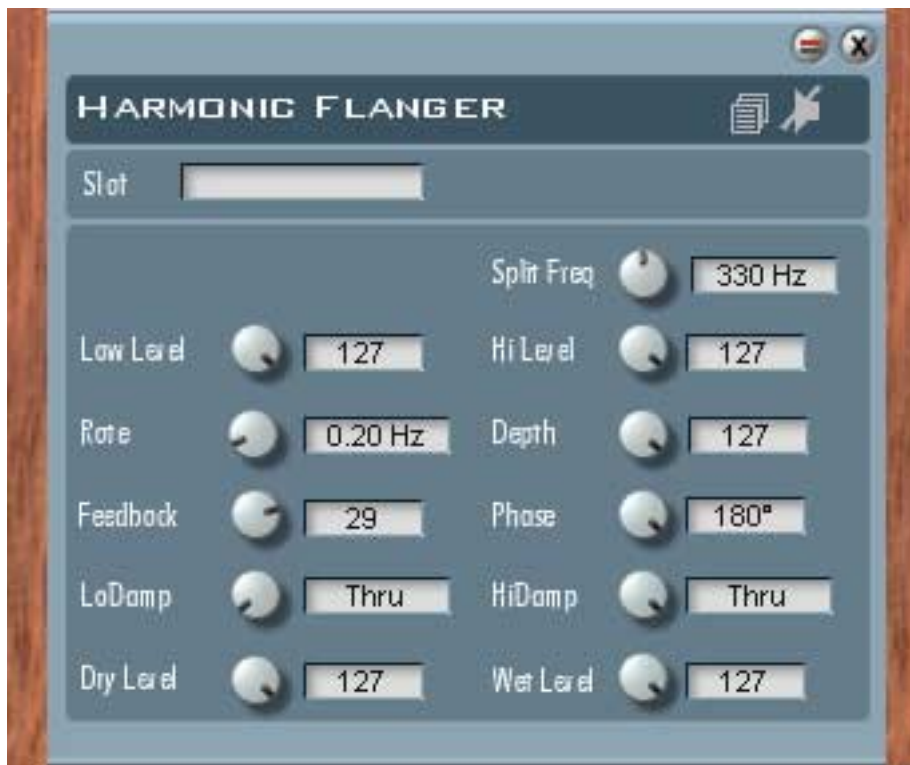 HARMONIC FLANGER
Slot
Split Freq 330 Hz
Low Level 127 Hi Level 127
Rate 0.20 Hz Depth 127
Feedback 29 Phase 180°
LoDamp Thru HiDamp Thru
Dry Level 127 Wet Level 127